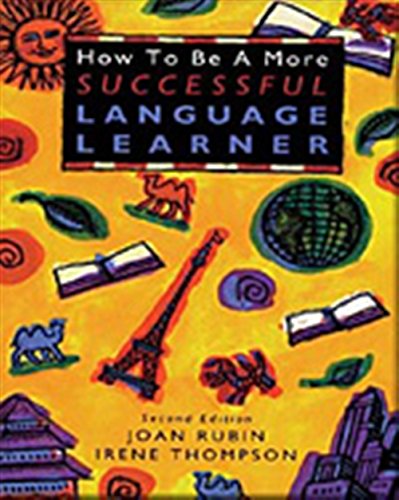 How To Be A More
SUCCESSFUL
LANGUAGE
LEARNER
Second Edition
JOAN RUBIN
IRENE THOMPSON